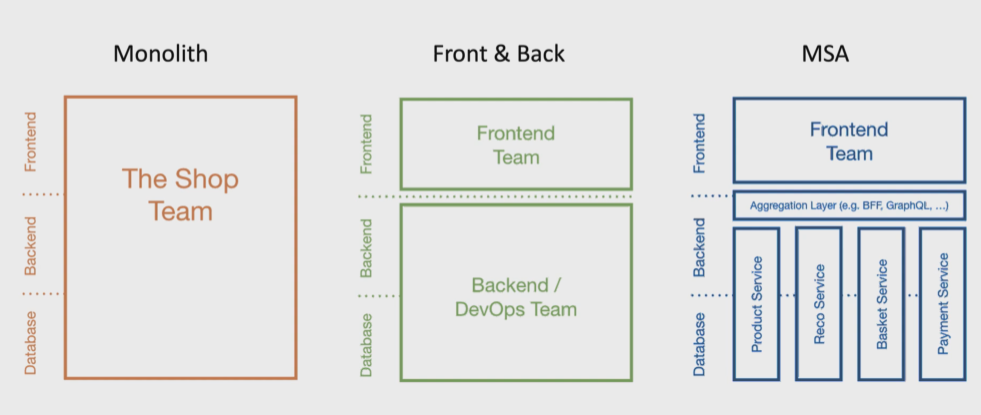 Monolith
Front & Back
MSA
Frontend
Backend
Database
The Shop
Team
Frontend
Backend
Database
Frontend
Team
Backend /
DevOps Team
Frontend
Backend
Database
Frontend
Team
Aggregation Layer (e.g. BFF, GraphQL, ...)
Product Service
Reco Service
Basket Service
Payment Service